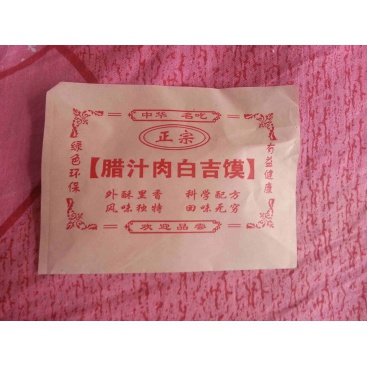 中华 名吃
正宗
【腊汁肉白吉馍】
外酥里香 科学配方
风味独特 回味无穷
欢迎品尝
绿色环保
有益健康